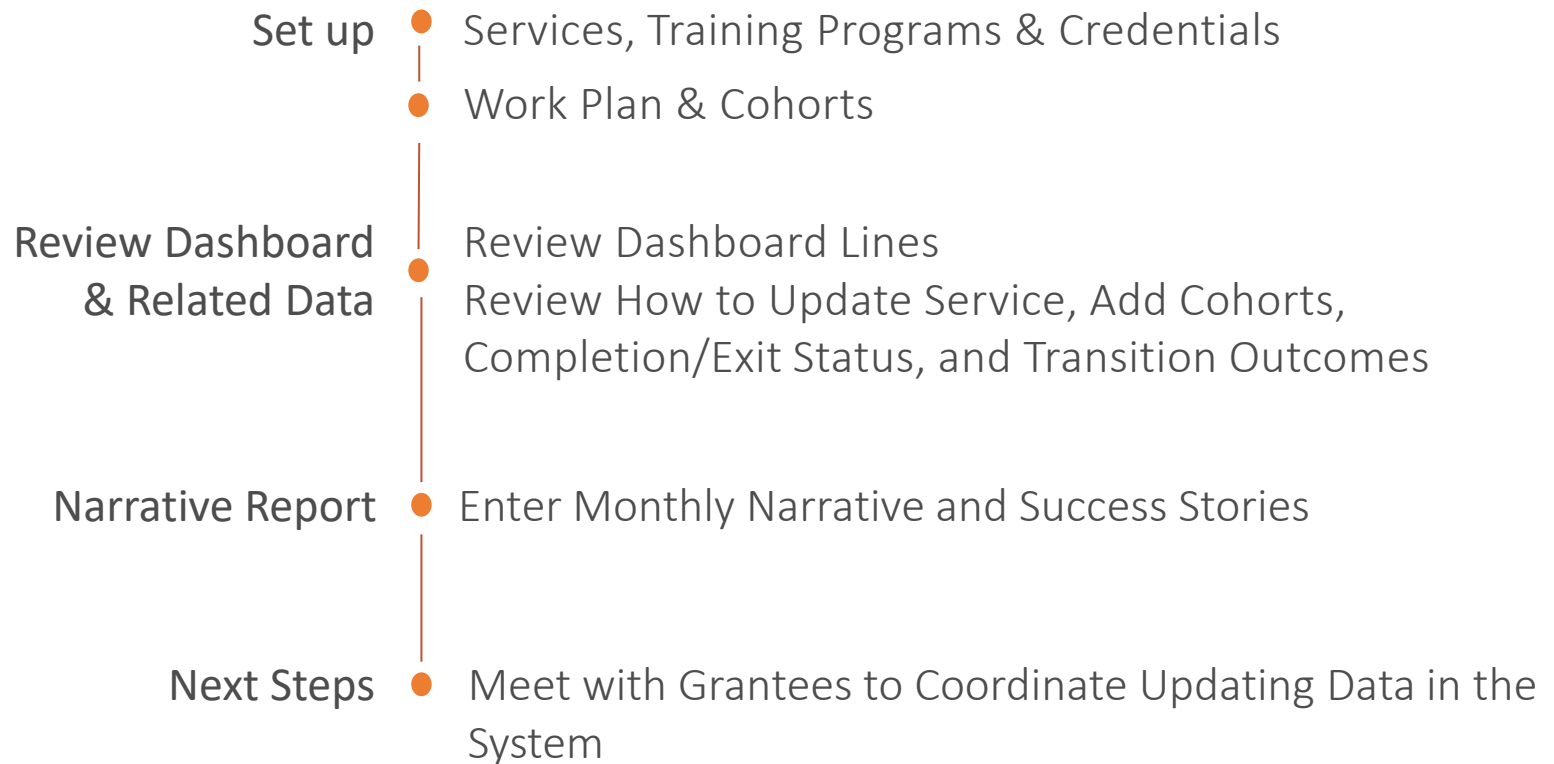 Set up
Services, Training Programs & Credentials
Work Plan & Cohorts
Review Dashboard
& Related Data
Review Dashboard Lines
Review How to Update Service, Add Cohorts,
Completion/Exit Status, and Transition Outcomes
Narrative Report
Enter Monthly Narrative and Success Stories
Next Steps
Meet with Grantees to Coordinate Updating Data in the
System